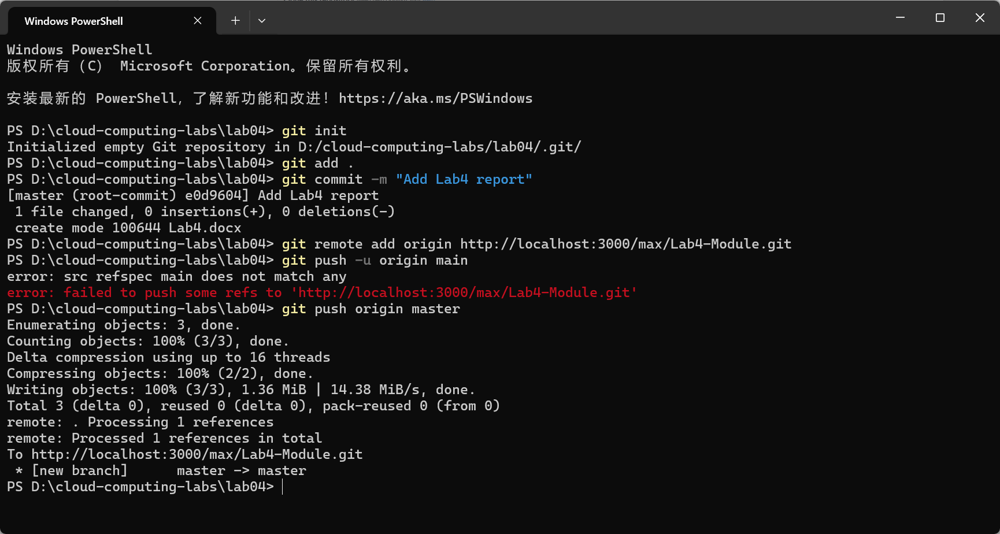 Windows PowerShell
Windows PowerShell
版权所有 (C) Microsoft Corporation。保留所有权利。
安装最新的 PowerShell，了解新功能和改进！https://aka.ms/PSWindows
PS D:\cloud-computing-labs\lab04> git init
Initialized empty Git repository in D:/cloud-computing-labs/lab04/.git/
PS D:\cloud-computing-labs\lab04> git add .
PS D:\cloud-computing-labs\lab04> git commit -m "Add Lab4 report"
[master (root-commit) e0d9604] Add Lab4 report
 1 file changed, 0 insertions(+), 0 deletions(-)
 create mode 100644 Lab4.docx
PS D:\cloud-computing-labs\lab04> git remote add origin http://localhost:3000/max/Lab4-Module.git
PS D:\cloud-computing-labs\lab04> git push -u origin main
error: src refspec main does not match any
error: failed to push some refs to 'http://localhost:3000/max/Lab4-Module.git'
PS D:\cloud-computing-labs\lab04> git push origin master
Enumerating objects: 3, done.
Counting objects: 100% (3/3), done.
Delta compression using up to 16 threads
Compressing objects: 100% (2/2), done.
Writing objects: 100% (3/3), 1.36 MiB | 14.38 MiB/s, done.
Total 3 (delta 0), reused 0 (delta 0), pack-reused 0 (from 0)
remote: . Processing 1 references
remote: Processed 1 references in total
To http://localhost:3000/max/Lab4-Module.git
 * [new branch]      master -> master
PS D:\cloud-computing-labs\lab04>